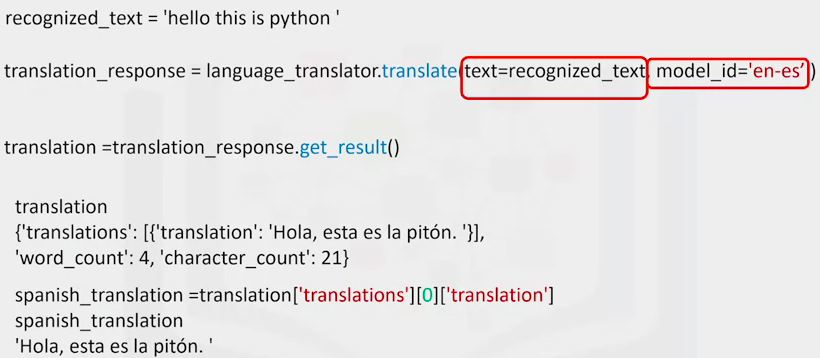 recognized_text = 'hello this is python '
translation_response = language_translator.translate(text=recognized_text, model_id='en-es’)
translation =translation_response.get_result()
translation
{'translations': [{'translation': 'Hola, esta es la pitón. '}],
'word_count': 4, 'character_count': 21}
spanish_translation =translation['translations'][0]['translation']
spanish_translation
'Hola, esta es la pitón. '